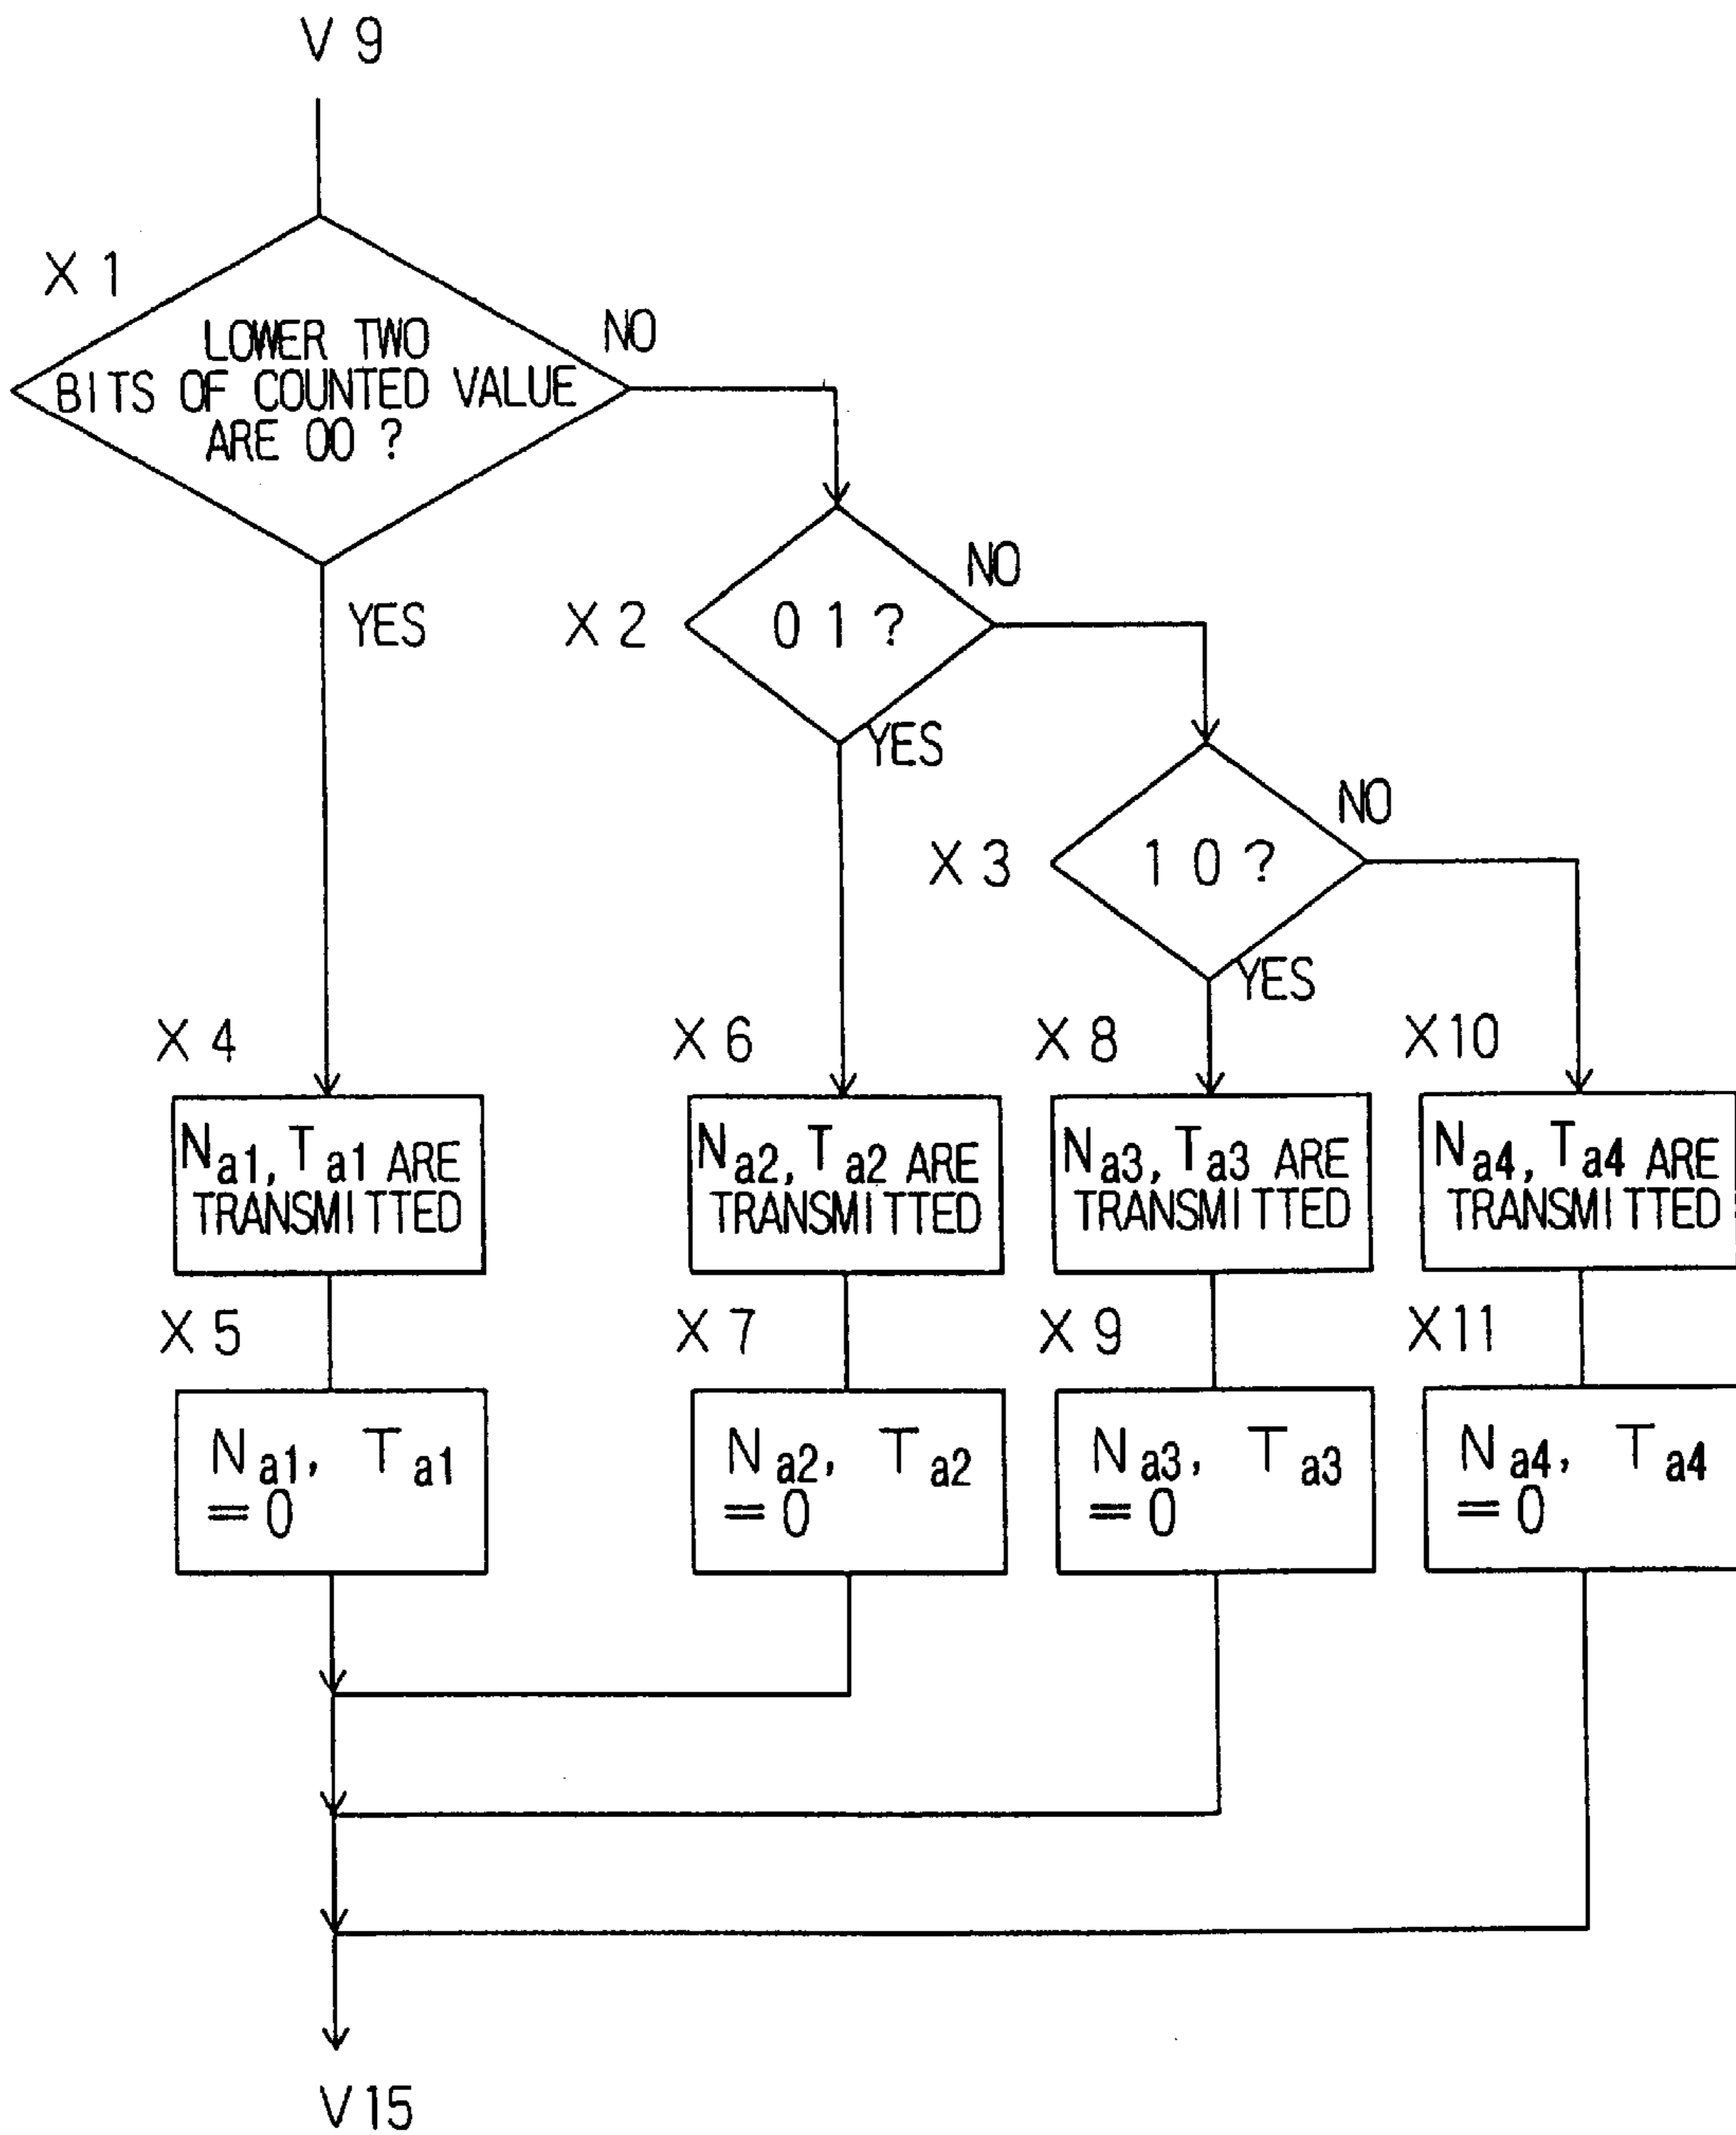 V 9
X 1
LOWER TWO
BITS OF COUNTED VALUE
ARE 00 ?
NO
YES
X 2
0 1 ?
NO
YES
X 3
1 0 ?
NO
YES
X 4
X 6
X 8
X10
Na1, Ta1 ARE
TRANSMITTED
Na2, Ta2 ARE
TRANSMITTED
Na3, Ta3 ARE
TRANSMITTED
Na4, Ta4 ARE
TRANSMITTED
X 5
X 7
X 9
X11
Na1, Ta1
=0
Na2, Ta2
=0
Na3, Ta3
=0
Na4, Ta4
=0
V15